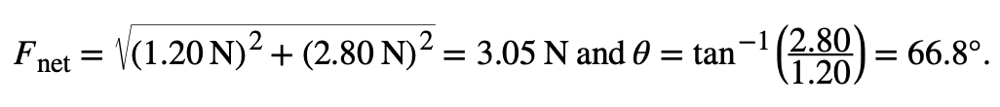 F_net = √((1.20 N)² + (2.80 N)²) = 3.05 N and θ = tan⁻¹(2.80/1.20) = 66.8°.